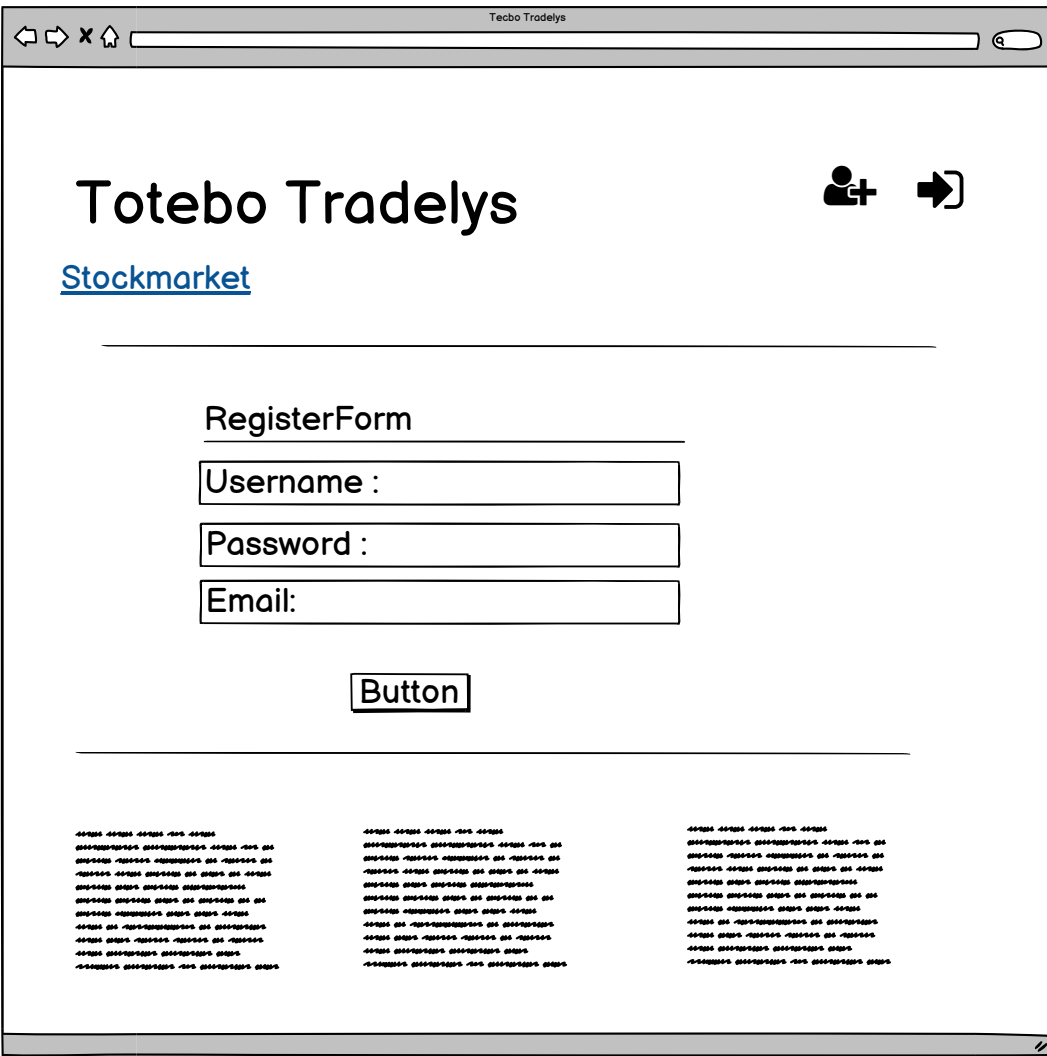 Tecbo Tradelys
Totebo Tradelys
Stockmarket
RegisterForm
Username :
Password :
Email:
Button